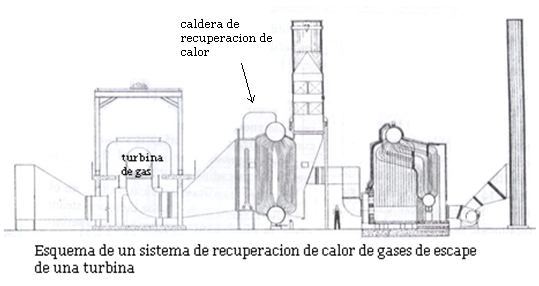 caldera de
recuperacion de
calor
turbina
de gas
Esquema de un sistema de recuperacion de calor de gases de escape
de una turbina